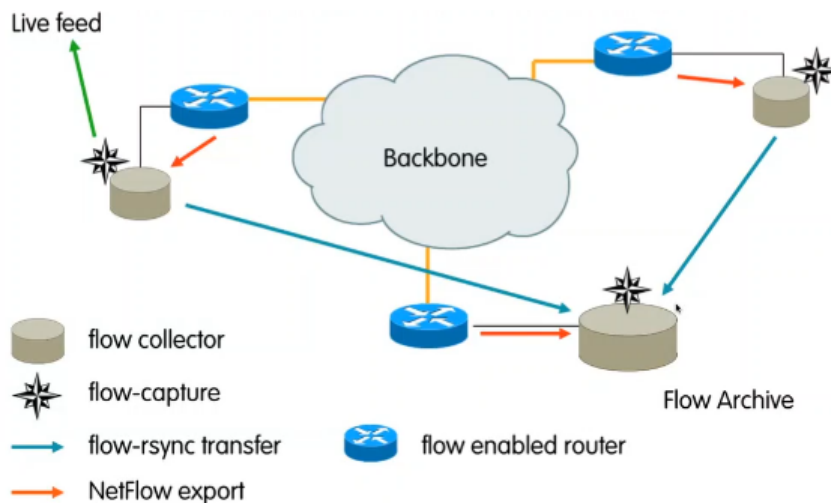 Live feed
Backbone
flow collector
flow-capture
Flow Archive
flow-rsync transfer
flow enabled router
NetFlow export